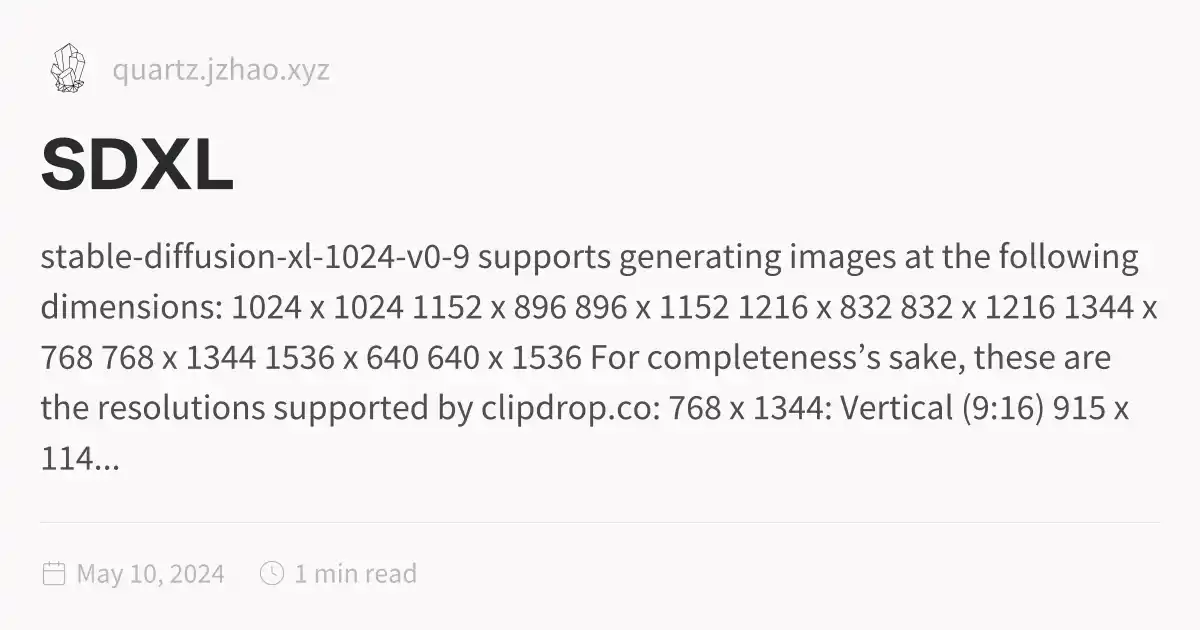 quartz.jzhao.xyz
SDXL
stable-diffusion-xl-1024-v0-9 supports generating images at the following
dimensions: 1024 x 1024 1152 x 896 896 x 1152 1216 x 832 832 x 1216 1344 x
768 768 x 1344 1536 x 640 640 x 1536 For completeness’s sake, these are
the resolutions supported by clipdrop.co: 768 x 1344: Vertical (9:16) 915 x
114...
May 10, 2024 1 min read